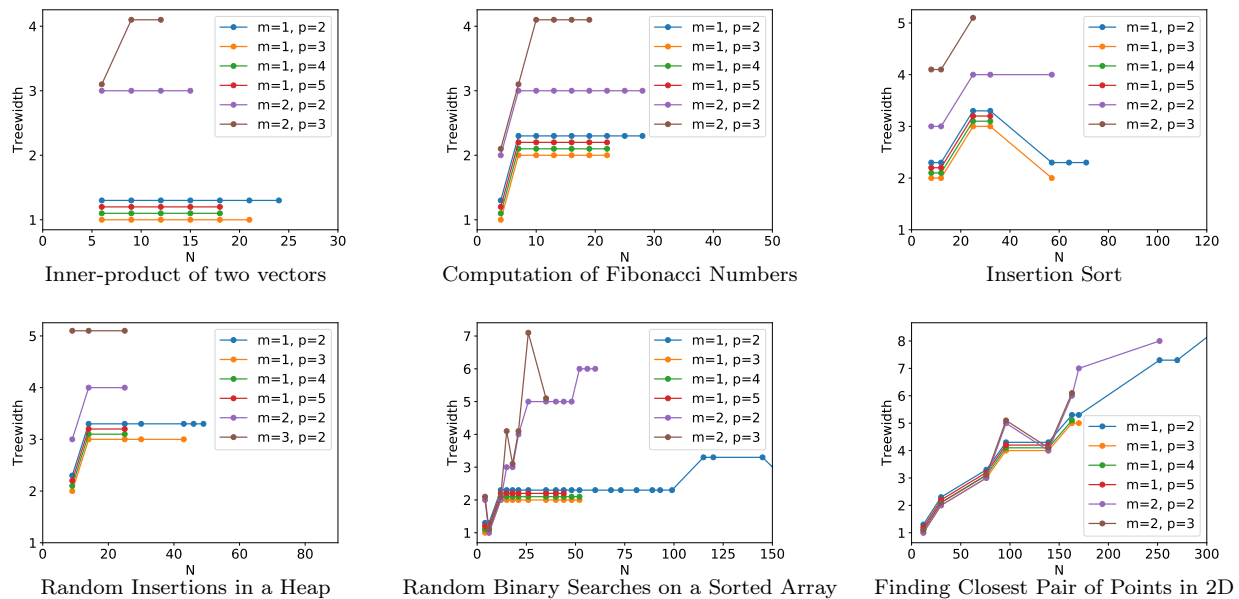 4
3
2
1
Treewidth
0
5
10
15
20
25
30
N
m=1, p=2
m=1, p=3
m=1, p=4
m=1, p=5
m=2, p=2
m=2, p=3
Inner-product of two vectors
4
3
2
1
Treewidth
0
10
20
30
40
50
N
m=1, p=2
m=1, p=3
m=1, p=4
m=1, p=5
m=2, p=2
m=2, p=3
Computation of Fibonacci Numbers
5
4
3
2
1
Treewidth
0
20
40
60
80
100
120
N
m=1, p=2
m=1, p=3
m=1, p=4
m=1, p=5
m=2, p=2
m=2, p=3
Insertion Sort
5
4
3
2
1
Treewidth
0
20
40
60
80
N
m=1, p=2
m=1, p=3
m=1, p=4
m=1, p=5
m=2, p=2
m=3, p=2
Random Insertions in a Heap
7
6
5
4
3
2
1
Treewidth
0
25
50
75
100
125
150
N
m=1, p=2
m=1, p=3
m=1, p=4
m=1, p=5
m=2, p=2
m=2, p=3
Random Binary Searches on a Sorted Array
8
7
6
5
4
3
2
1
Treewidth
0
50
100
150
200
250
300
N
m=1, p=2
m=1, p=3
m=1, p=4
m=1, p=5
m=2, p=2
m=2, p=3
Finding Closest Pair of Points in 2D